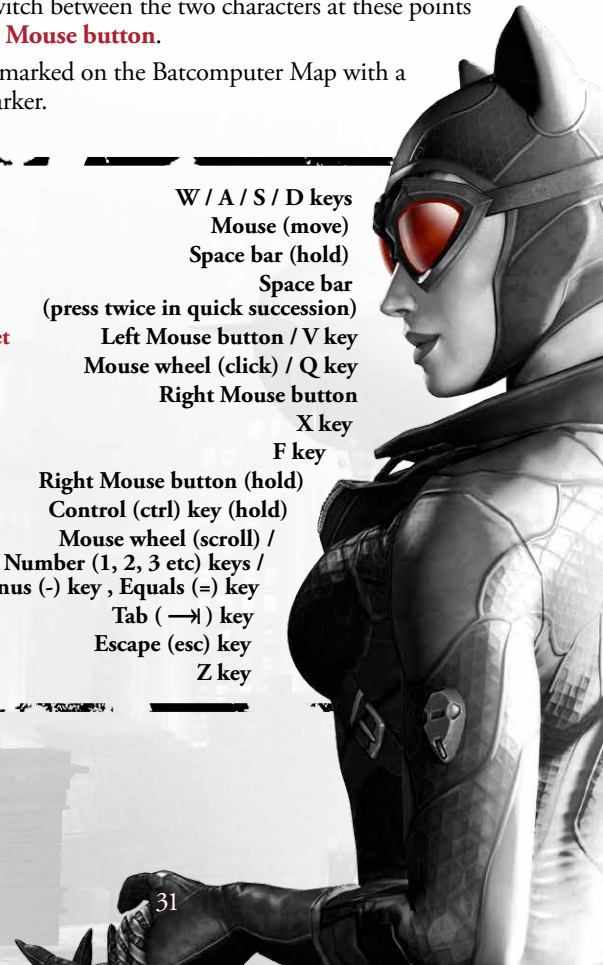 witch between the two characters at these points
Mouse button.
marked on the Batcomputer Map with a
arker.
W / A / S / D keys
Mouse (move)
Space bar (hold)
Space bar
(press twice in quick succession)
et Left Mouse button / V key
Mouse wheel (click) / Q key
Right Mouse button
X key
F key
Right Mouse button (hold)
Control (ctrl) key (hold)
Mouse wheel (scroll) /
Number (1, 2, 3 etc) keys /
nus (-) key , Equals (=) key
Tab ( →| ) key
Escape (esc) key
Z key
31